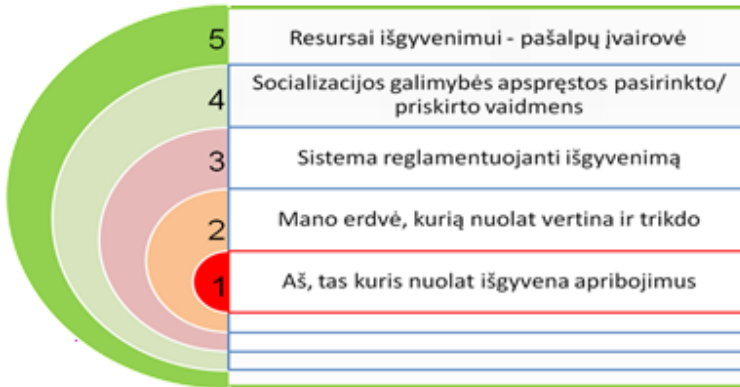 5 Resursai išgyvenimui - pašalpų įvairovė
4 Socializacijos galimybės apspręstos pasirinkto/
priskirto vaidmens
3 Sistema reglamentuojanti išgyvenimą
2 Mano erdvė, kurią nuolat vertina ir trikdo
1 Aš, tas kuris nuolat išgyvena apribojimus